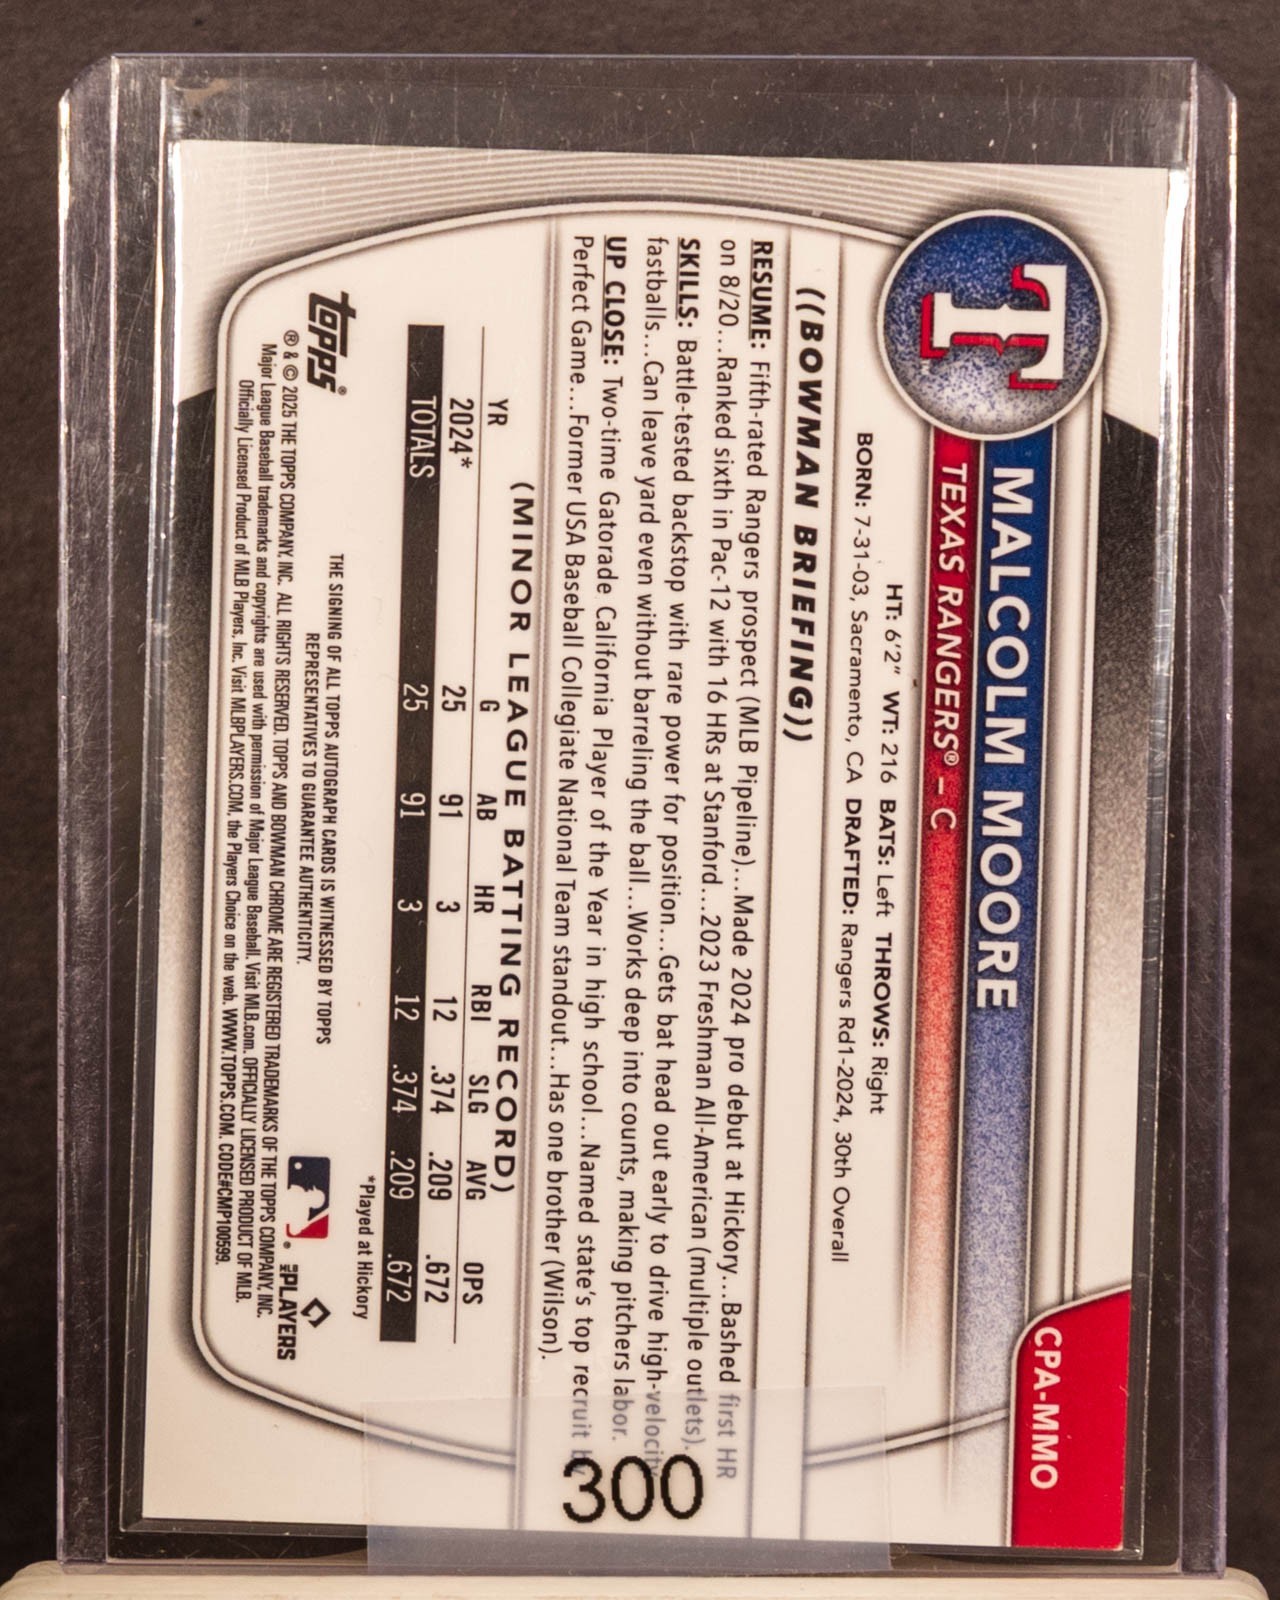 CPA-MMO
T
MALCOLM MOORE
TEXAS RANGERS® – C
HT: 6'2" WT: 216 BATS: Left THROWS: Right
BORN: 7-31-03, Sacramento, CA DRAFTED: Rangers Rd1-2024, 30th Overall
((BOWMAN BRIEFING))
RESUME: Fifth-rated Rangers prospect (MLB Pipeline)...Made 2024 pro debut at Hickory...Bashed first HR
on 8/20...Ranked sixth in Pac-12 with 16 HRs at Stanford...2023 Freshman All-American (multiple outlets).
SKILLS: Battle-tested backstop with rare power for position...Gets bat head out early to drive high-velocity
fastballs...Can leave yard even without barreling the ball...Works deep into counts, making pitchers labor.
UP CLOSE: Two-time Gatorade California Player of the Year in high school...Named state's top recruit by
Perfect Game...Former USA Baseball Collegiate National Team standout...Has one brother (Wilson).
(MINOR LEAGUE BATTING RECORD)
YR G AB HR RBI SLG AVG OPS
2024* 25 91 3 12 .374 .209 .672
TOTALS 25 91 3 12 .374 .209 .672
*Played at Hickory
topps®
THE SIGNING OF ALL TOPPS AUTOGRAPH CARDS IS WITNESSED BY TOPPS
REPRESENTATIVES TO GUARANTEE AUTHENTICITY.
® & © 2025 THE TOPPS COMPANY, INC. ALL RIGHTS RESERVED. TOPPS AND BOWMAN CHROME ARE REGISTERED TRADEMARKS OF THE TOPPS COMPANY, INC.
Major League Baseball trademarks and copyrights are used with permission of Major League Baseball. Visit MLB.com. OFFICIALLY LICENSED PRODUCT OF MLB.
Officially Licensed Product of MLB Players, Inc. Visit MLBPLAYERS.COM, the Players Choice on the web. WWW.TOPPS.COM. CODE#CMP100599.
MLB PLAYERS
300